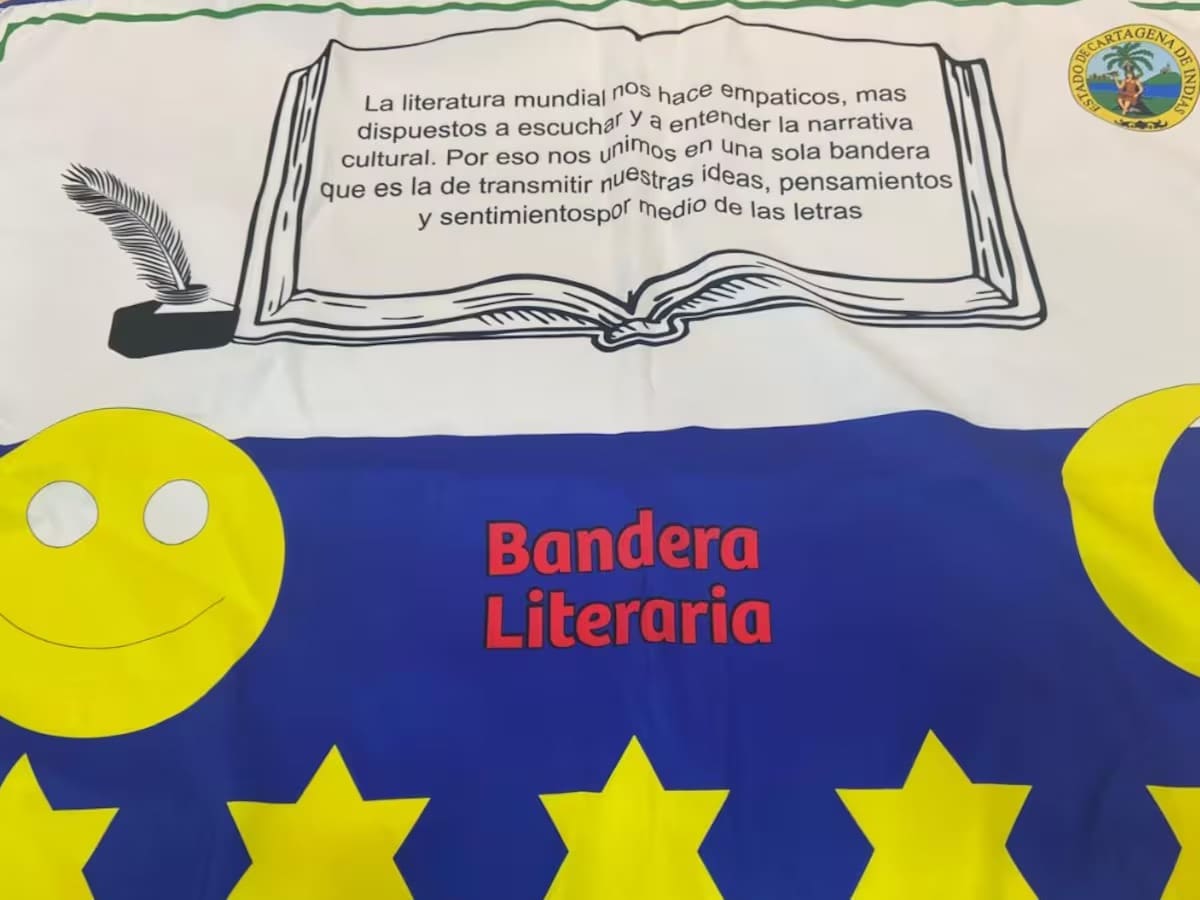 La literatura mundial nos hace empaticos, mas
dispuestos a escuchar y a entender la narrativa
cultural. Por eso nos unimos en una sola bandera
que es la de transmitir nuestras ideas, pensamientos
y sentimientospor medio de las letras
ESTADO DE CARTAGENA DE INDIAS
Bandera
Literaria